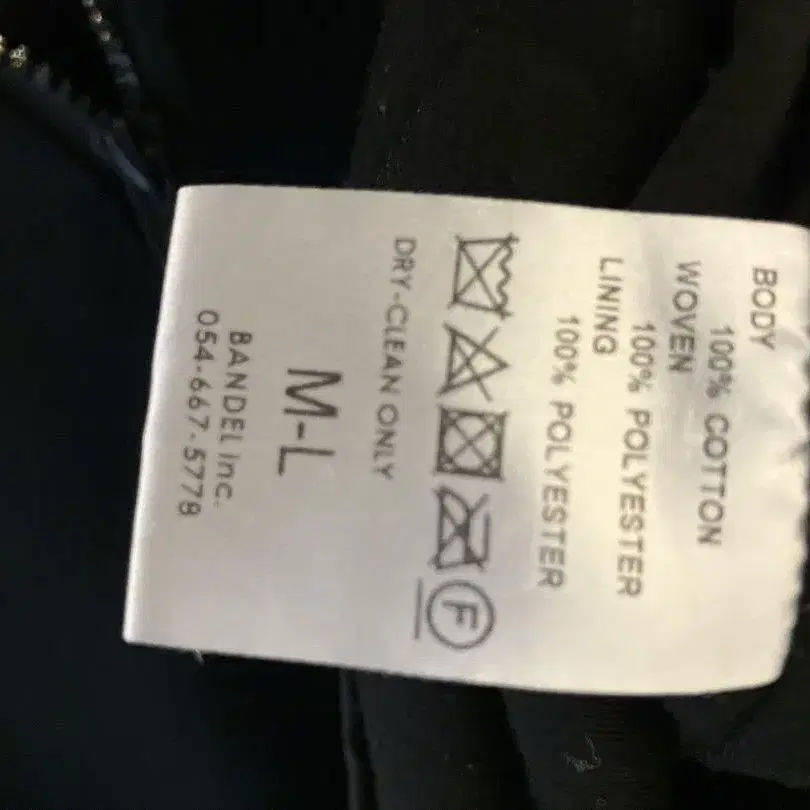 BODY
100% COTTON
WOVEN
100% POLYESTER
LINING
100% POLYESTER
F
DRY-CLEAN ONLY
M-L
BANDEL inc.
054-667-5778